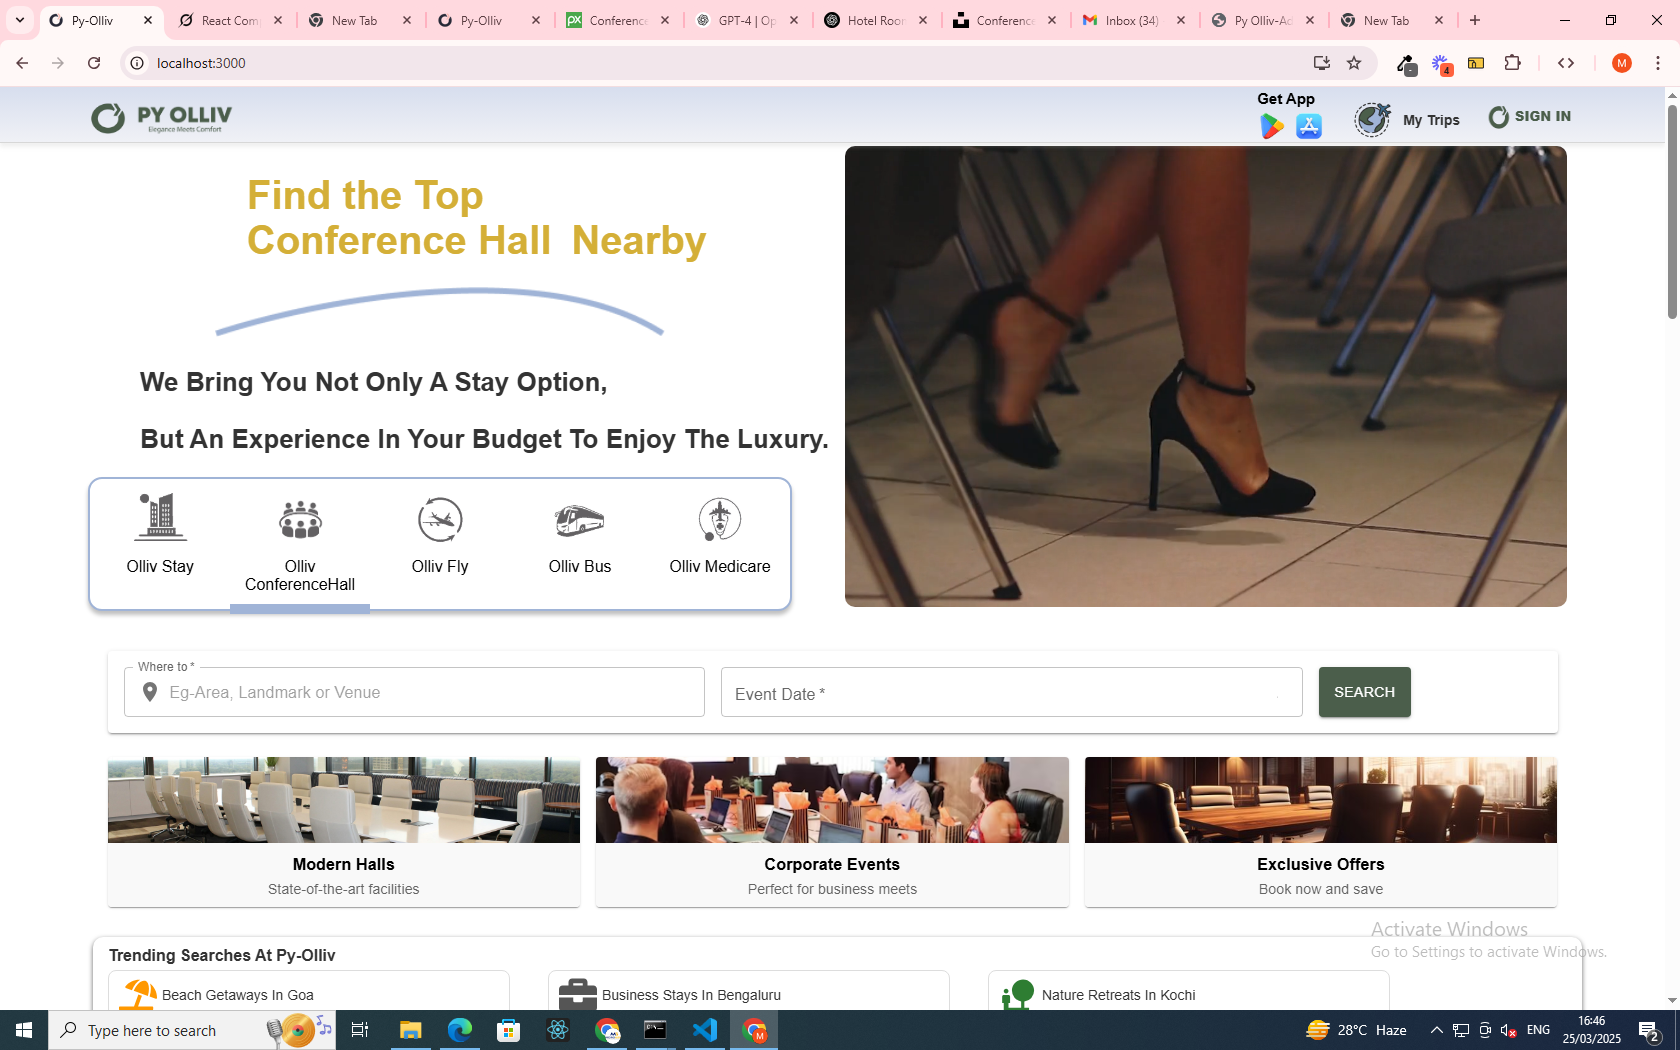 Py-Olliv
React Com
New Tab
Py-Olliv
Conference
GPT-4 | Op
Hotel Roor
Conference
Inbox (34)
Py Olliv-Ad
New Tab
localhost:3000
4
M
PY OLLIV
Elegance Meets Comfort
Get App
My Trips
SIGN IN
Find the Top
Conference Hall Nearby
We Bring You Not Only A Stay Option,
But An Experience In Your Budget To Enjoy The Luxury.
Olliv Stay
Olliv
ConferenceHall
Olliv Fly
Olliv Bus
Olliv Medicare
Where to *
Eg-Area, Landmark or Venue
Event Date *
SEARCH
Modern Halls
State-of-the-art facilities
Corporate Events
Perfect for business meets
Exclusive Offers
Book now and save
Activate Windows
Go to Settings to activate Windows.
Trending Searches At Py-Olliv
Beach Getaways In Goa
Business Stays In Bengaluru
Nature Retreats In Kochi
Type here to search
28°C Haze
ENG
16:46
25/03/2025
2